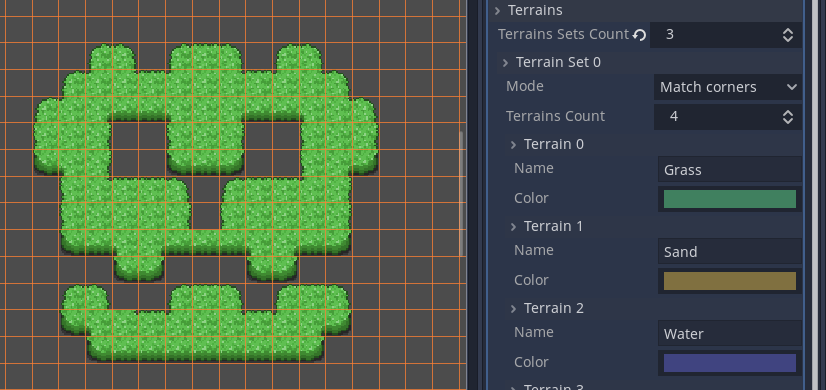 Terrains
Terrains Sets Count 3
Terrain Set 0
Mode Match corners
Terrains Count 4
Terrain 0
Name Grass
Color
Terrain 1
Name Sand
Color
Terrain 2
Name Water
Color
Terrain 3